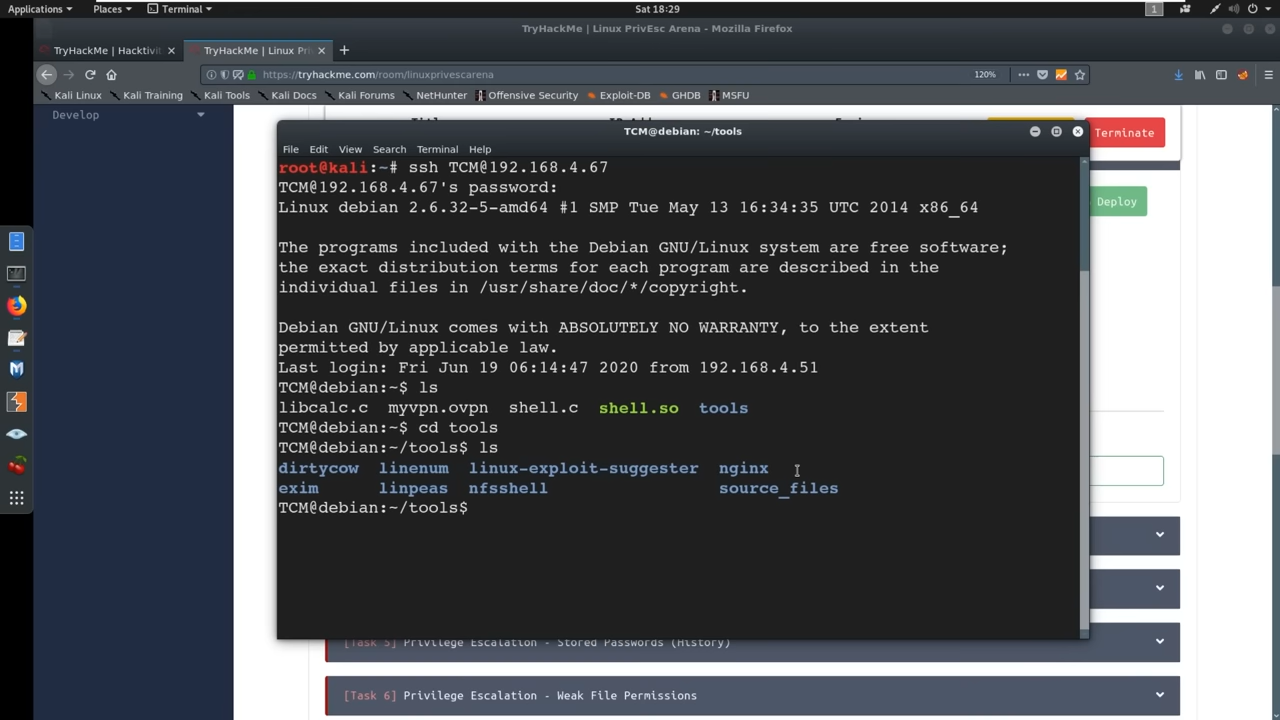 Applications Places Terminal Sat 18:29 1
TryHackMe | Linux PrivEsc Arena - Mozilla Firefox
TryHackMe | Hacktivit TryHackMe | Linux Pri
https://tryhackme.com/room/linuxprivescarena 120%
Kali Linux Kali Training Kali Tools Kali Docs Kali Forums NetHunter Offensive Security Exploit-DB GHDB MSFU
Develop
TCM@debian: ~/tools
Terminate
File Edit View Search Terminal Help
Deploy
root@kali:~# ssh TCM@192.168.4.67
TCM@192.168.4.67's password:
Linux debian 2.6.32-5-amd64 #1 SMP Tue May 13 16:34:35 UTC 2014 x86_64
The programs included with the Debian GNU/Linux system are free software;
the exact distribution terms for each program are described in the
individual files in /usr/share/doc/*/copyright.
Debian GNU/Linux comes with ABSOLUTELY NO WARRANTY, to the extent
permitted by applicable law.
Last login: Fri Jun 19 06:14:47 2020 from 192.168.4.51
TCM@debian:~$ ls
libcalc.c myvpn.ovpn shell.c shell.so tools
TCM@debian:~$ cd tools
TCM@debian:~/tools$ ls
dirtycow linenum linux-exploit-suggester nginx
exim linpeas nfsshell source_files
TCM@debian:~/tools$
[Task 5] Privilege Escalation - Stored Passwords (History)
[Task 6] Privilege Escalation - Weak File Permissions